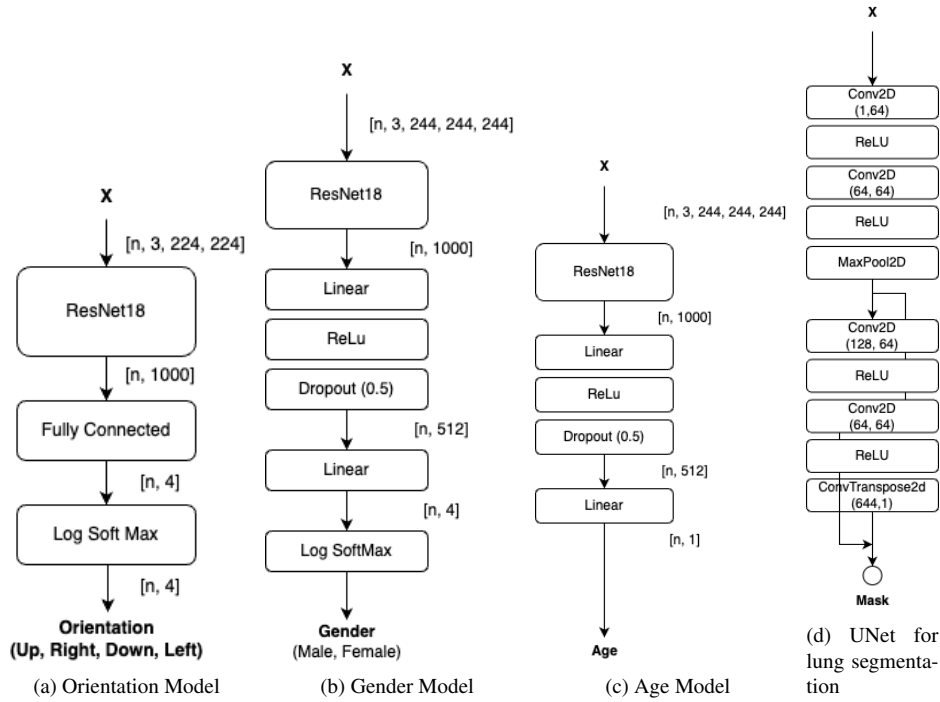 X
[n, 3, 224, 224]
ResNet18
[n, 1000]
Fully Connected
[n, 4]
Log Soft Max
[n, 4]
Orientation
(Up, Right, Down, Left)
(a) Orientation Model
X
[n, 3, 244, 244, 244]
ResNet18
[n, 1000]
Linear
ReLu
Dropout (0.5)
[n, 512]
Linear
[n, 4]
Log SoftMax
Gender
(Male, Female)
(b) Gender Model
X
[n, 3, 244, 244, 244]
ResNet18
[n, 1000]
Linear
ReLU
Dropout (0.5)
[n, 512]
Linear
[n, 1]
Age
(c) Age Model
X
Conv2D
(1,64)
ReLU
Conv2D
(64, 64)
ReLU
MaxPool2D
Conv2D
(128, 64)
ReLU
Conv2D
(64, 64)
ReLU
ConvTranspose2d
(644,1)
Mask
(d) UNet for
lung segmenta-
tion